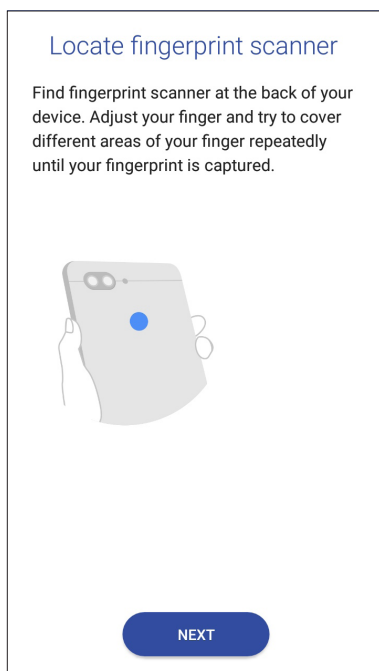 Locate fingerprint scanner
Find fingerprint scanner at the back of your
device. Adjust your finger and try to cover
different areas of your finger repeatedly
until your fingerprint is captured.
NEXT